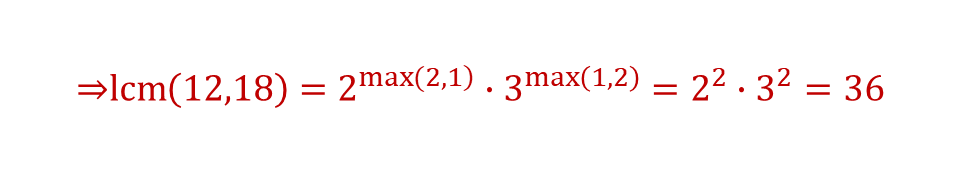 ⇒lcm(12,18) = 2^max(2,1) · 3^max(1,2) = 2^2 · 3^2 = 36